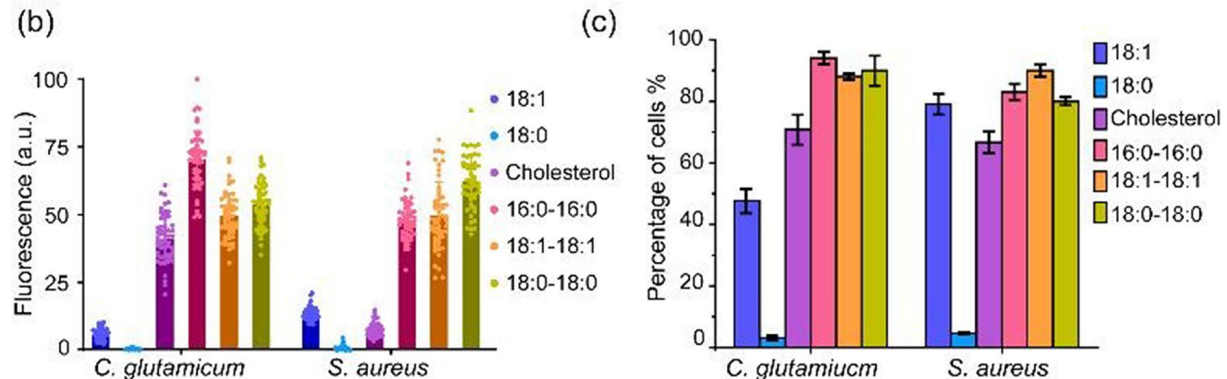 (b)
Fluorescence (a.u.)
100
75
50
25
0
C. glutamicum
S. aureus
18:1
18:0
Cholesterol
16:0-16:0
18:1-18:1
18:0-18:0
(c)
Percentage of cells %
100
80
60
40
20
0
C. glutamiucm
S. aureus
18:1
18:0
Cholesterol
16:0-16:0
18:1-18:1
18:0-18:0